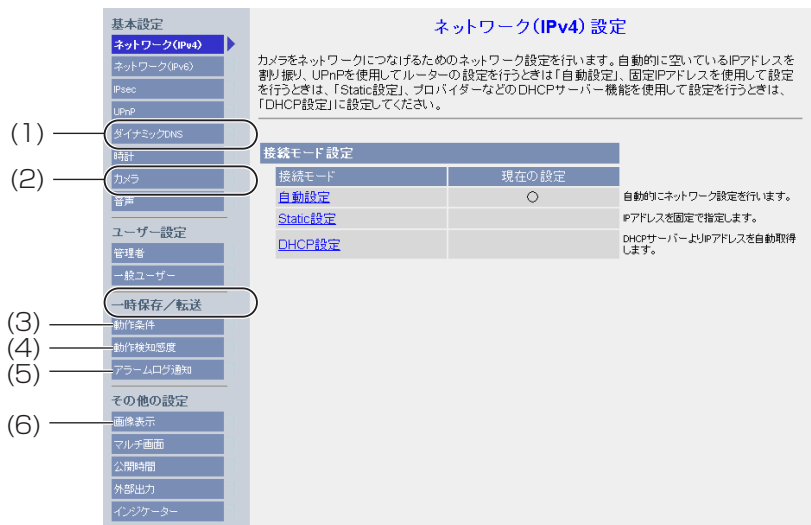 基本設定
ネットワーク(IPv4)
ネットワーク(IPv6)
IPsec
UPnP
ダイナミックDNS
時計
カメラ
音声
ユーザー設定
管理者
一般ユーザー
一時保存／転送
動作条件
動作検知感度
アラームログ通知
その他の設定
画像表示
マルチ画面
公開時間
外部出力
インジケーター
(1)
(2)
(3)
(4)
(5)
(6)
ネットワーク(IPv4) 設定
カメラをネットワークにつなげるためのネットワーク設定を行います。自動的に空いているIPアドレスを
割り振り、UPnPを使用してルーターの設定を行うときは「自動設定」、固定IPアドレスを使用して設定
を行うときは、「Static設定」、プロバイダーなどのDHCPサーバー機能を使用して設定を行うときは、
「DHCP設定」に設定してください。
接続モード設定
接続モード 現在の設定
自動設定 ○ 自動的にネットワーク設定を行います。
Static設定 IPアドレスを固定で指定します。
DHCP設定 DHCPサーバーよりIPアドレスを自動取得
します。